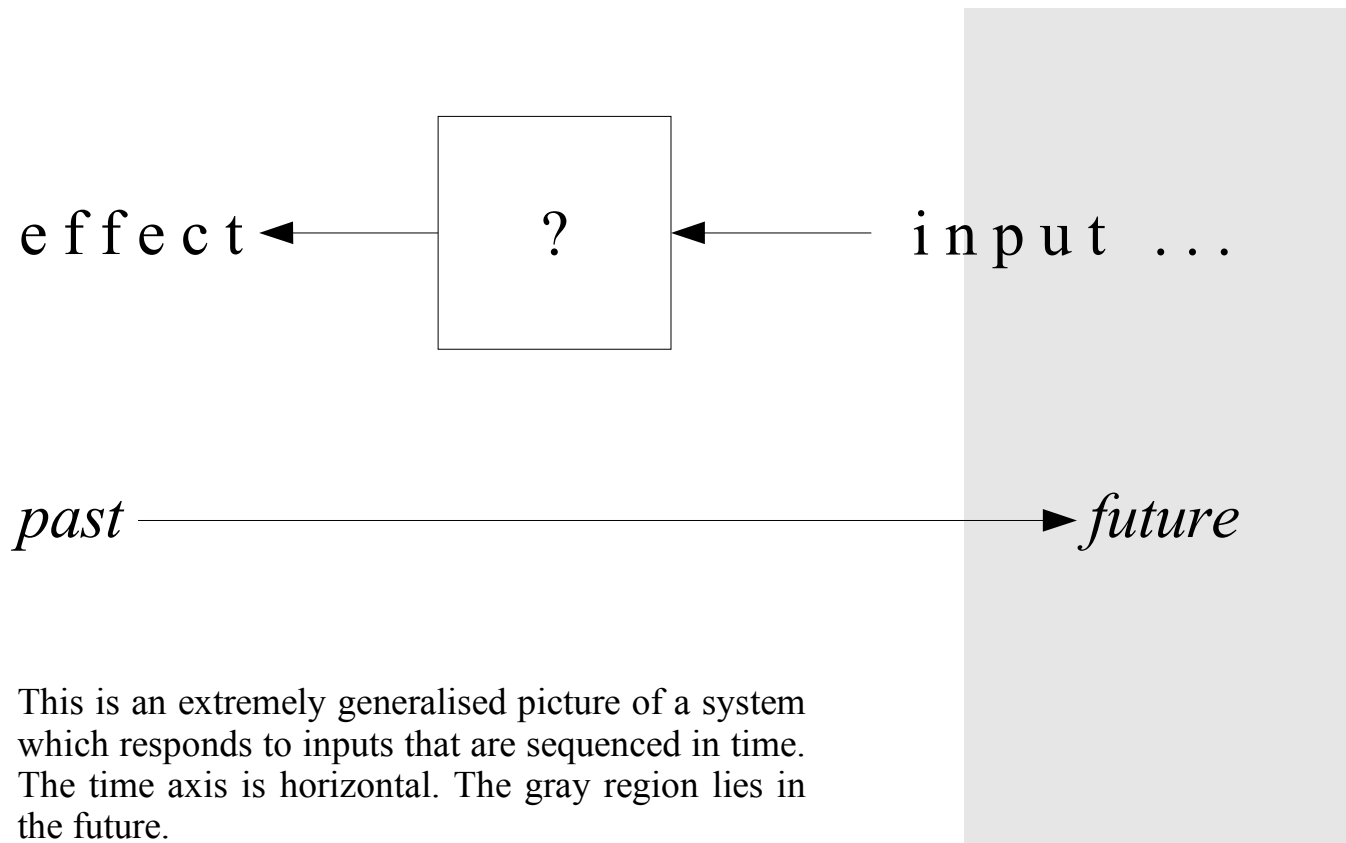 effect ? input ...
past future
This is an extremely generalised picture of a system
which responds to inputs that are sequenced in time.
The time axis is horizontal. The gray region lies in
the future.